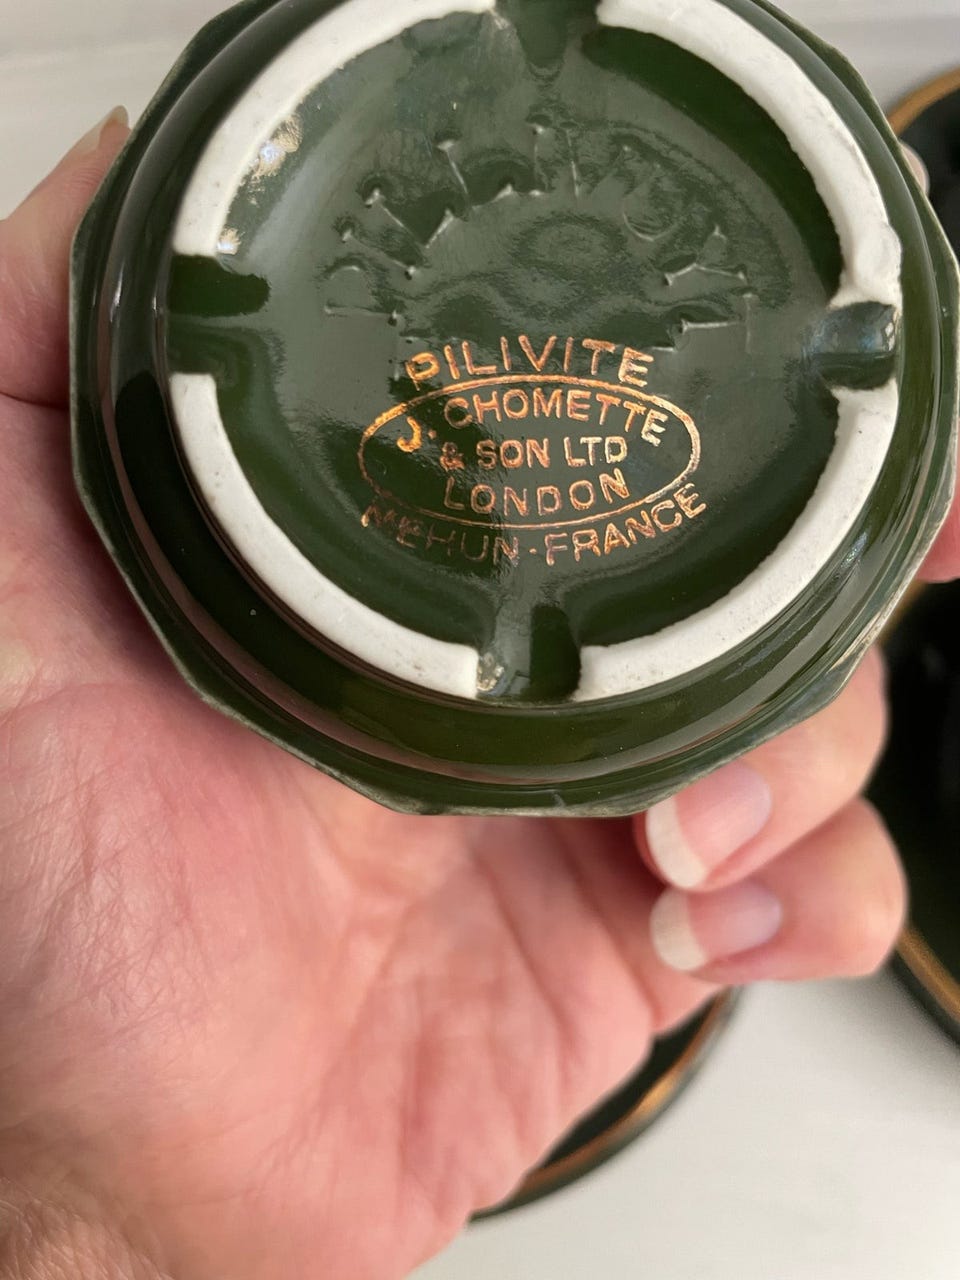 PILIVITE
J. CHOMETTE
& SON LTD
LONDON
MEHUN · FRANCE